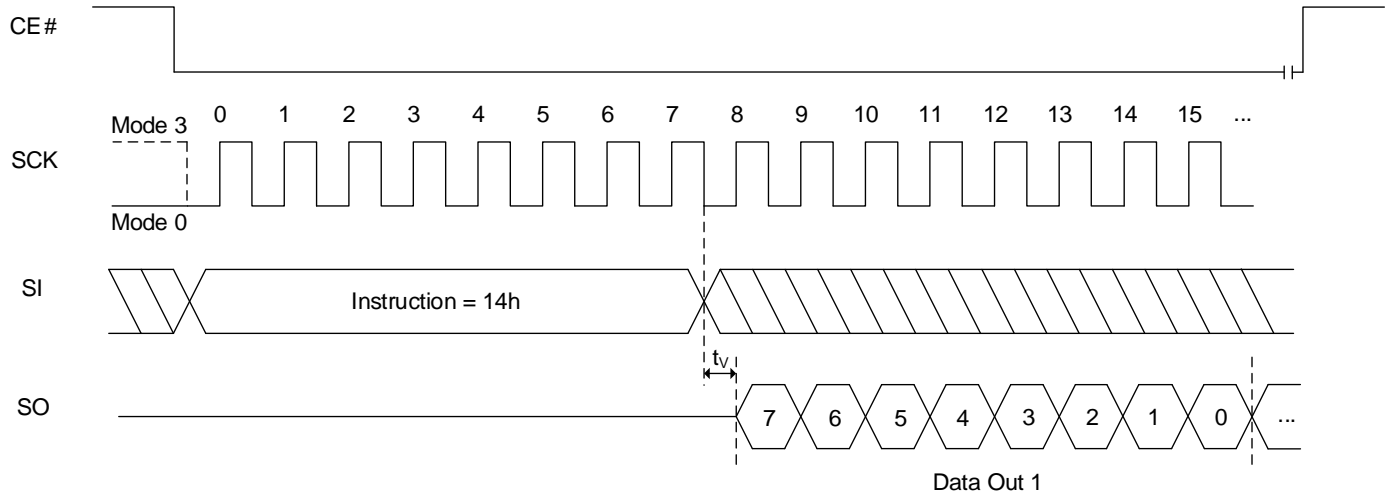 CE#
0 1 2 3 4 5 6 7 8 9 10 11 12 13 14 15 ...
Mode 3
SCK
Mode 0
SI
Instruction = 14h
tV
SO
7 6 5 4 3 2 1 0 ...
Data Out 1